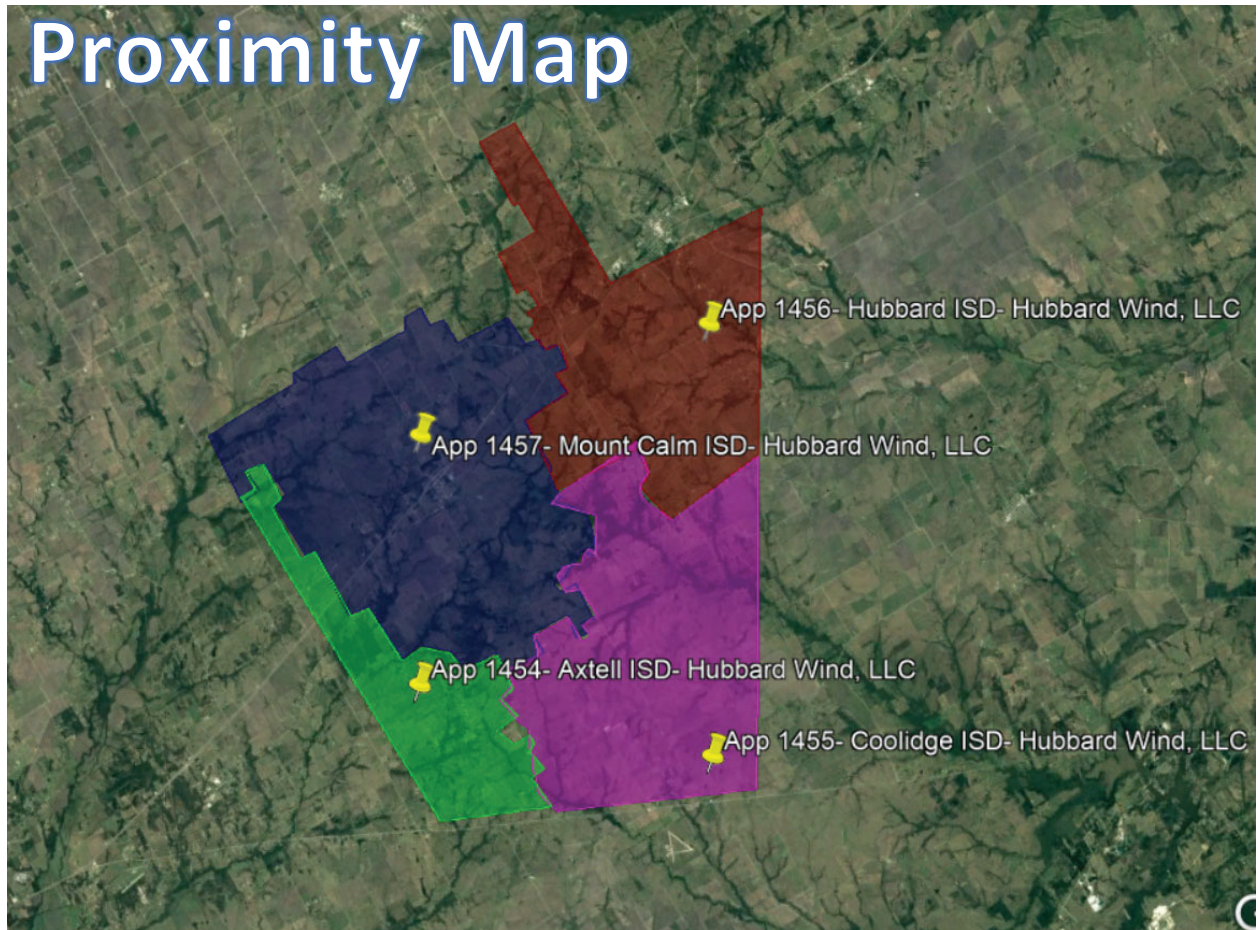 Proximity Map
App 1456- Hubbard ISD- Hubbard Wind, LLC
App 1457- Mount Calm ISD- Hubbard Wind, LLC
App 1454- Axtell ISD- Hubbard Wind, LLC
App 1455- Coolidge ISD- Hubbard Wind, LLC